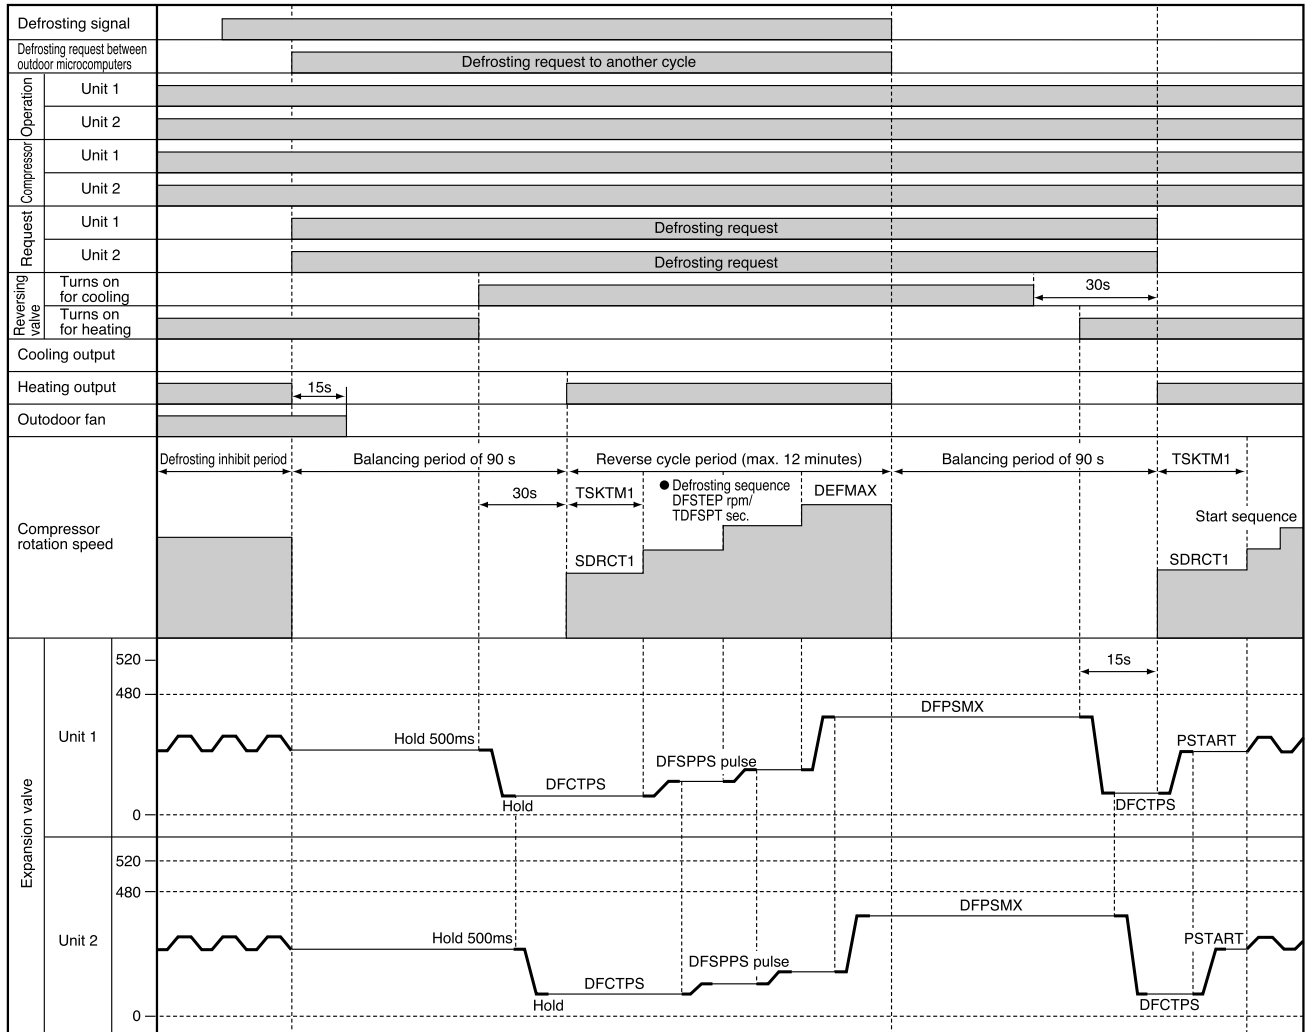 Defrosting signal
Defrosting request between
outdoor microcomputers
Defrosting request to another cycle
Operation
Unit 1
Unit 2
Compressor
Unit 1
Unit 2
Request
Unit 1
Defrosting request
Unit 2
Defrosting request
Reversing
valve
Turns on
for cooling
30s
Turns on
for heating
Cooling output
Heating output
15s
Outodoor fan
Defrosting inhibit period
Balancing period of 90 s
Reverse cycle period (max. 12 minutes)
Balancing period of 90 s
TSKTM1
30s
TSKTM1
● Defrosting sequence
DFSTEP rpm/
TDFSPT sec.
DEFMAX
Start sequence
Compressor
rotation speed
SDRCT1
SDRCT1
Expansion valve
Unit 1
520
480
0
15s
DFPSMX
Hold 500ms
PSTART
DFSPPS pulse
DFCTPS
Hold
DFCTPS
Unit 2
520
480
0
DFPSMX
Hold 500ms
PSTART
DFSPPS pulse
DFCTPS
Hold
DFCTPS